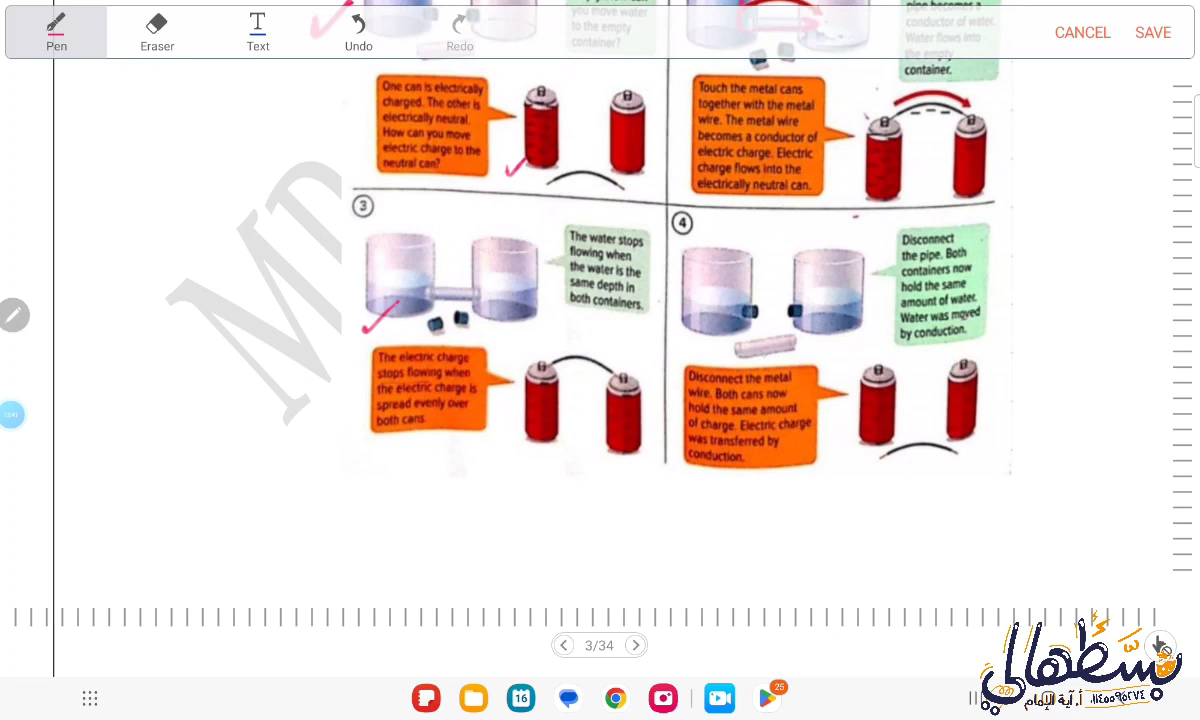 Pen
Eraser
Text
Undo
Redo
CANCEL
SAVE
you move water
to the empty
container?
pipe becomes a
conductor of water.
Water flows into
the empty
container.
One can is electrically
charged. The other is
electrically neutral.
How can you move
electric charge to the
neutral can?
Touch the metal cans
together with the metal
wire. The metal wire
becomes a conductor of
electric charge. Electric
charge flows into the
electrically neutral can.
3
The water stops
flowing when
the water is the
same depth in
both containers.
The electric charge
stops flowing when
the electric charge is
spread evenly over
both cans
4
Disconnect
the pipe. Both
containers now
hold the same
amount of water.
Water was moved
by conduction.
Disconnect the metal
wire. Both cans now
hold the same amount
of charge. Electric charge
was transferred by
conduction.
3/34
16
25
بسطهالي
أ. آية الإمام